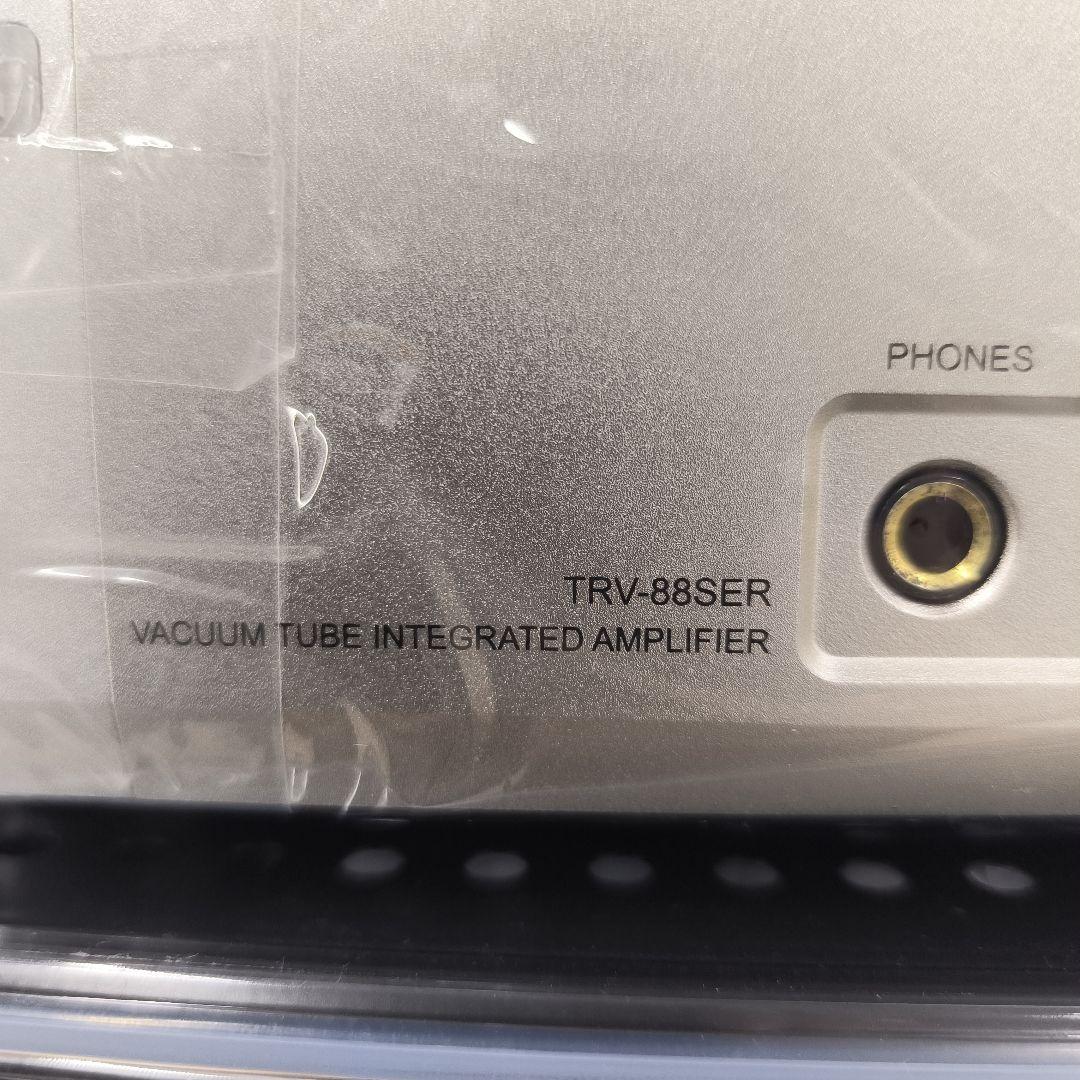 PHONES
TRV-88SER
VACUUM TUBE INTEGRATED AMPLIFIER